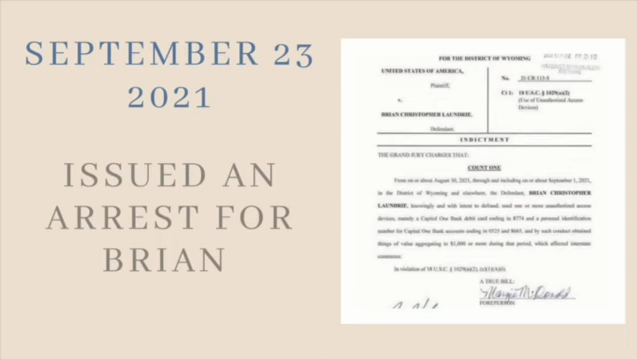 SEPTEMBER 23
2021
ISSUED AN
ARREST FOR
BRIAN
FOR THE DISTRICT OF WYOMING
UNITED STATES OF AMERICA,
Plaintiff,
v.
BRIAN CHRISTOPHER LAUNDRIE,
Defendant.
No.
Ct 1: 18 U.S.C. § 1029(a)(2)
(Use of Unauthorized Access
Devices)
INDICTMENT
THE GRAND JURY CHARGES THAT:
COUNT ONE
From on or about August 30, 2021, through and including on or about September 1, 2021,
in the District of Wyoming and elsewhere, the Defendant, BRIAN CHRISTOPHER
LAUNDRIE, knowingly and with intent to defraud, used one or more unauthorized access
devices, namely a Capital One Bank debit card ending in and a personal identification
number for Capital One Bank accounts ending in and and by such conduct obtained
things of value aggregating to $1,000 or more during that period, which affected interstate
commerce.
In violation of 18 U.S.C.
A TRUE BILL:
FOREPERSON